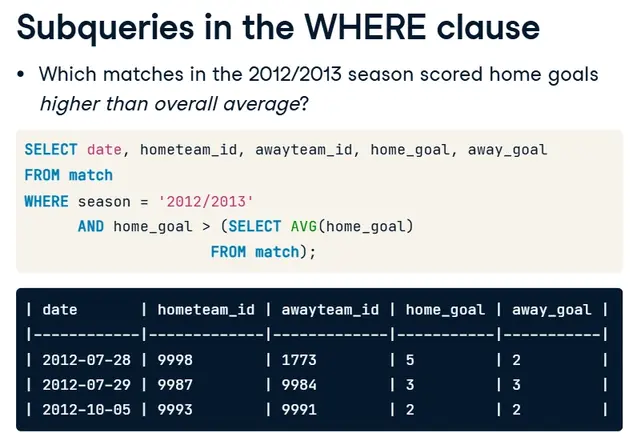 Subqueries in the WHERE clause
• Which matches in the 2012/2013 season scored home goals
higher than overall average?
SELECT date, hometeam_id, awayteam_id, home_goal, away_goal
FROM match
WHERE season = '2012/2013'
      AND home_goal > (SELECT AVG(home_goal)
                     FROM match);
| date       | hometeam_id | awayteam_id | home_goal | away_goal |
|------------|-------------|-------------|-----------|-----------|
| 2012-07-28 | 9998        | 1773        | 5         | 2         |
| 2012-07-29 | 9987        | 9984        | 3         | 3         |
| 2012-10-05 | 9993        | 9991        | 2         | 2         |